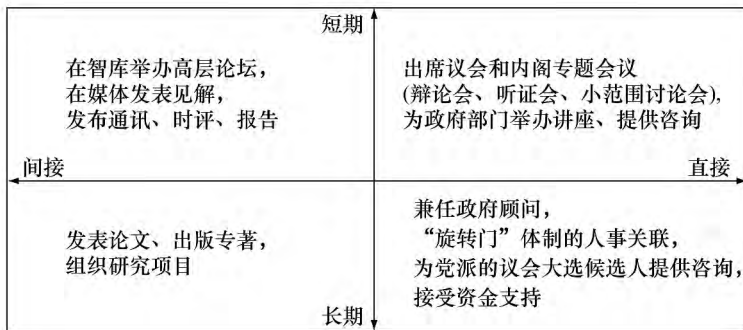 短期
在智库举办高层论坛，
在媒体发表见解，
发布通讯、时评、报告
出席议会和内阁专题会议
(辩论会、听证会、小范围讨论会),
为政府部门举办讲座、提供咨询
间接
直接
发表论文、出版专著，
组织研究项目
兼任政府顾问，
“旋转门”体制的人事关联，
为党派的议会大选候选人提供咨询，
接受资金支持
长期